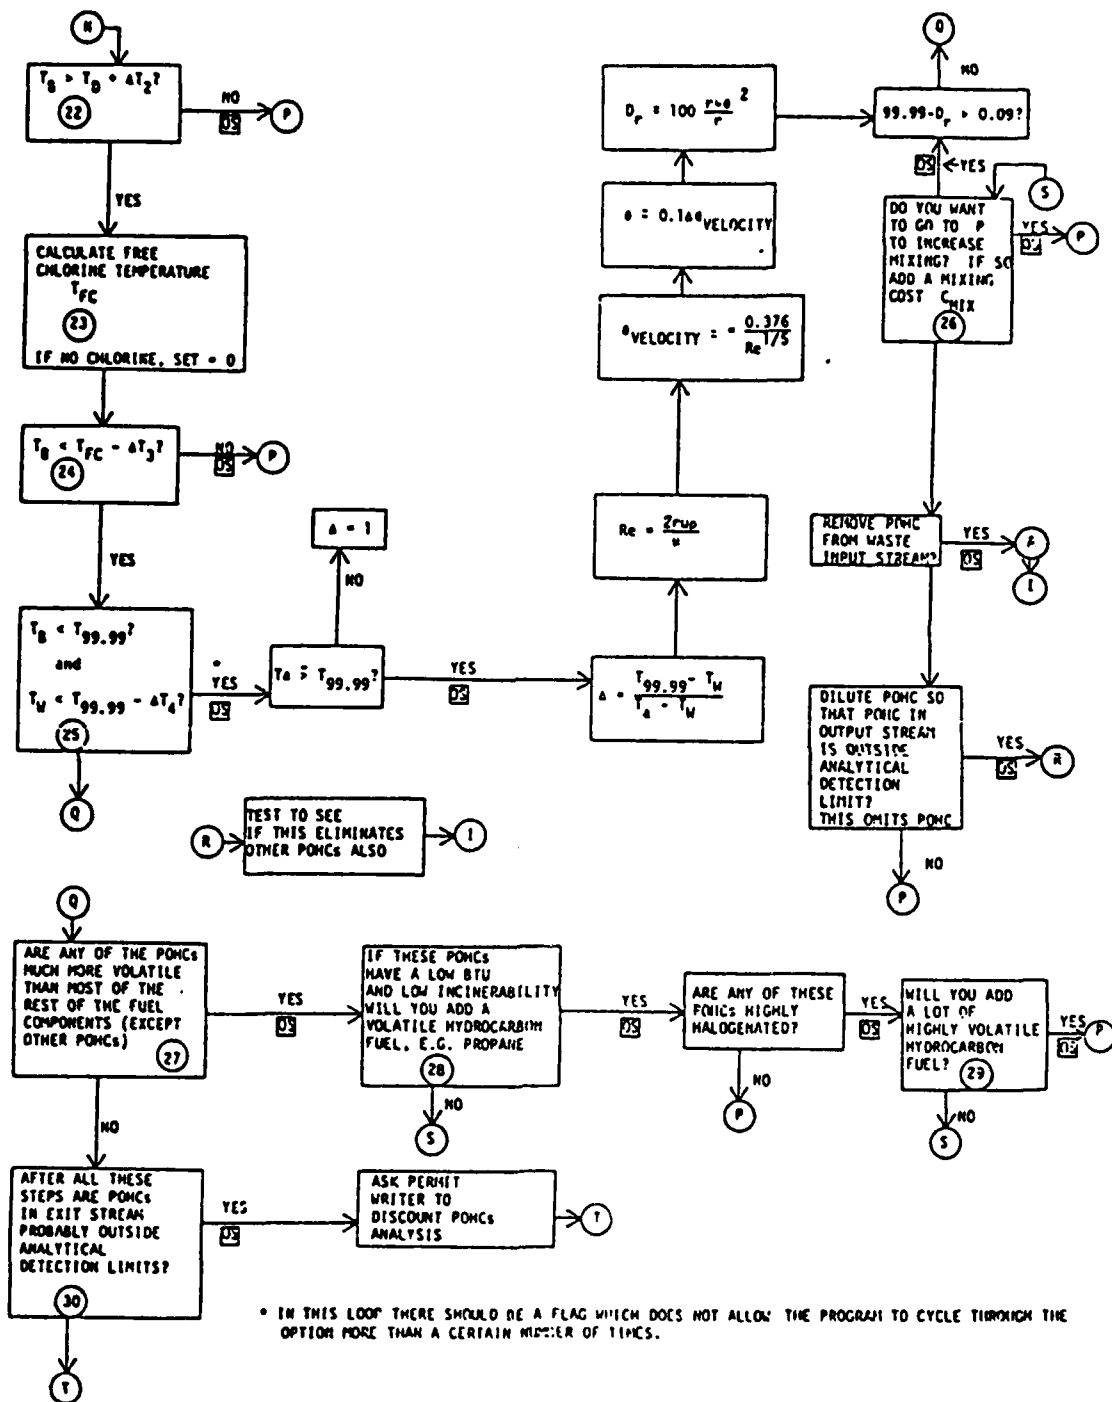 N
T_B > T_D + ΔT_2?
22
NO
DS
P
YES
CALCULATE FREE
CHLORINE TEMPERATURE
T_FC
23
IF NO CHLORINE, SET = 0
T_B < T_FC - ΔT_3?
24
NO
DS
P
YES
T_B < T_99.99?
and
T_W < T_99.99 - ΔT_4?
25
*
YES
DS
Q
Δ = 1
NO
T_a > T_99.99?
YES
DS
Δ = (T_99.99 - T_W) / (T_a - T_W)
Re = 2ruρ
VELOCITY = 0.376 / Re^1/5
VELOCITY
D_r = 100
99.99-D_r > 0.09?
NO
DS
YES
S
DO YOU WANT
TO GO TO P
TO INCREASE
MIXING? IF SO
ADD A MIXING
COST C_MIX
26
YES
P
REMOVE POHC
FROM WASTE
INPUT STREAM?
YES
DS
I
DILUTE POHC SO
THAT POHC IN
OUTPUT STREAM
IS OUTSIDE
ANALYTICAL
DETECTION
LIMIT?
THIS OMITS POHC
YES
DS
R
NO
P
R
TEST TO SEE
IF THIS ELIMINATES
OTHER POHCs ALSO
I
Q
ARE ANY OF THE POHCs
MUCH MORE VOLATILE
THAN MOST OF THE
REST OF THE FUEL
COMPONENTS (EXCEPT
OTHER POHCs)
27
YES
DS
IF THESE POHCs
HAVE A LOW BTU
AND LOW INCINERABILITY
WILL YOU ADD A
VOLATILE HYDROCARBON
FUEL, E.G. PROPANE
28
NO
S
YES
DS
ARE ANY OF THESE
POHCs HIGHLY
HALOGENATED?
NO
P
YES
DS
WILL YOU ADD
A LOT OF
HIGHLY VOLATILE
HYDROCARBON
FUEL?
29
YES
DS
P
NO
S
NO
AFTER ALL THESE
STEPS ARE POHCs
IN EXIT STREAM
PROBABLY OUTSIDE
ANALYTICAL
DETECTION LIMITS?
30
YES
DS
ASK PERMIT
WRITER TO
DISCOUNT POHCs
ANALYSIS
T
T
* IN THIS LOOP THERE SHOULD BE A FLAG WHICH DOES NOT ALLOW THE PROGRAM TO CYCLE THROUGH THE
OPTION MORE THAN A CERTAIN NUMBER OF TIMES.